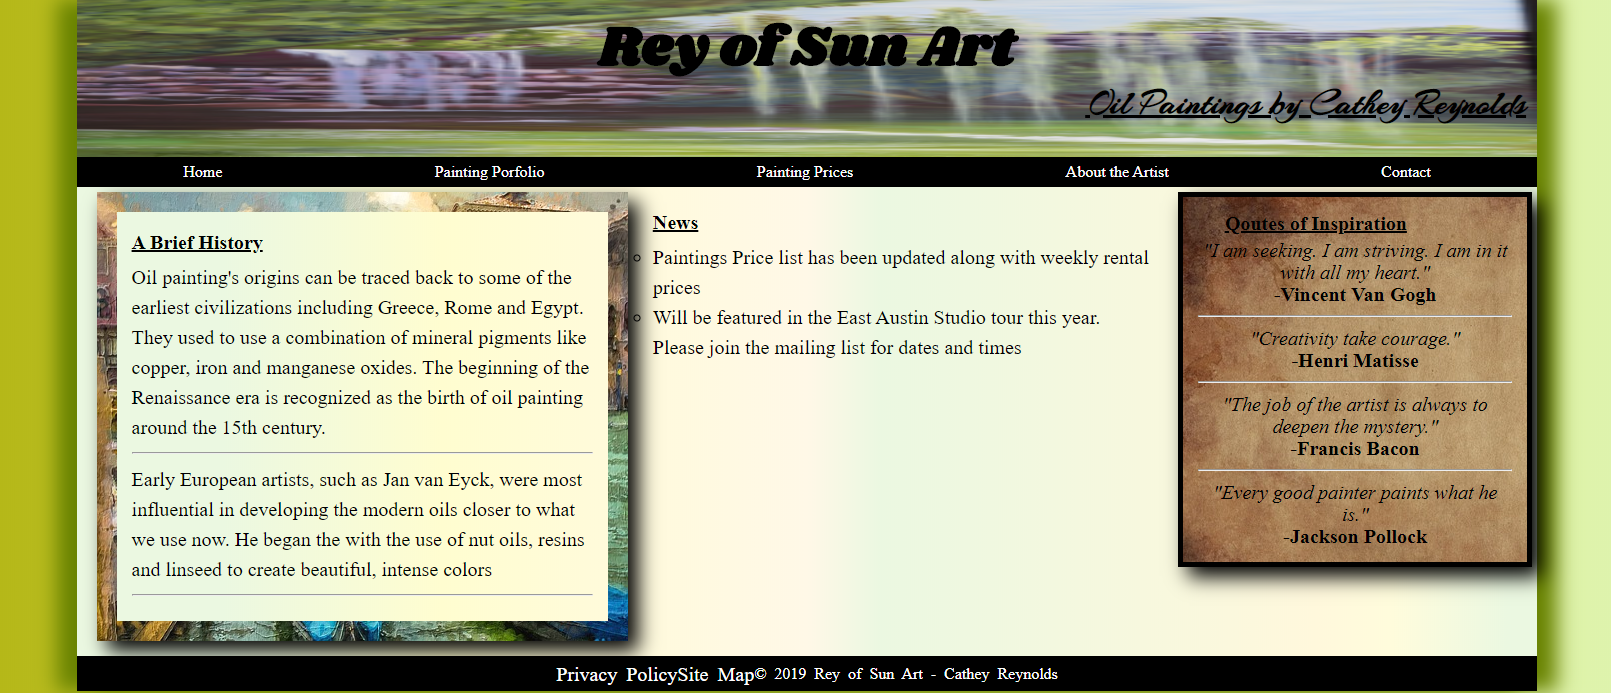 Rey of Sun Art
Oil Paintings by Cathey Reynolds
Home Painting Porfolio Painting Prices About the Artist Contact
A Brief History
Oil painting's origins can be traced back to some of the
earliest civilizations including Greece, Rome and Egypt.
They used to use a combination of mineral pigments like
copper, iron and manganese oxides. The beginning of the
Renaissance era is recognized as the birth of oil painting
around the 15th century.
Early European artists, such as Jan van Eyck, were most
influential in developing the modern oils closer to what
we use now. He began the with the use of nut oils, resins
and linseed to create beautiful, intense colors
News
Paintings Price list has been updated along with weekly rental
prices
Will be featured in the East Austin Studio tour this year.
Please join the mailing list for dates and times
Qoutes of Inspiration
"I am seeking. I am striving. I am in it
with all my heart."
-Vincent Van Gogh
"Creativity take courage."
-Henri Matisse
"The job of the artist is always to
deepen the mystery."
-Francis Bacon
"Every good painter paints what he
is."
-Jackson Pollock
Privacy PolicySite Map© 2019 Rey of Sun Art - Cathey Reynolds